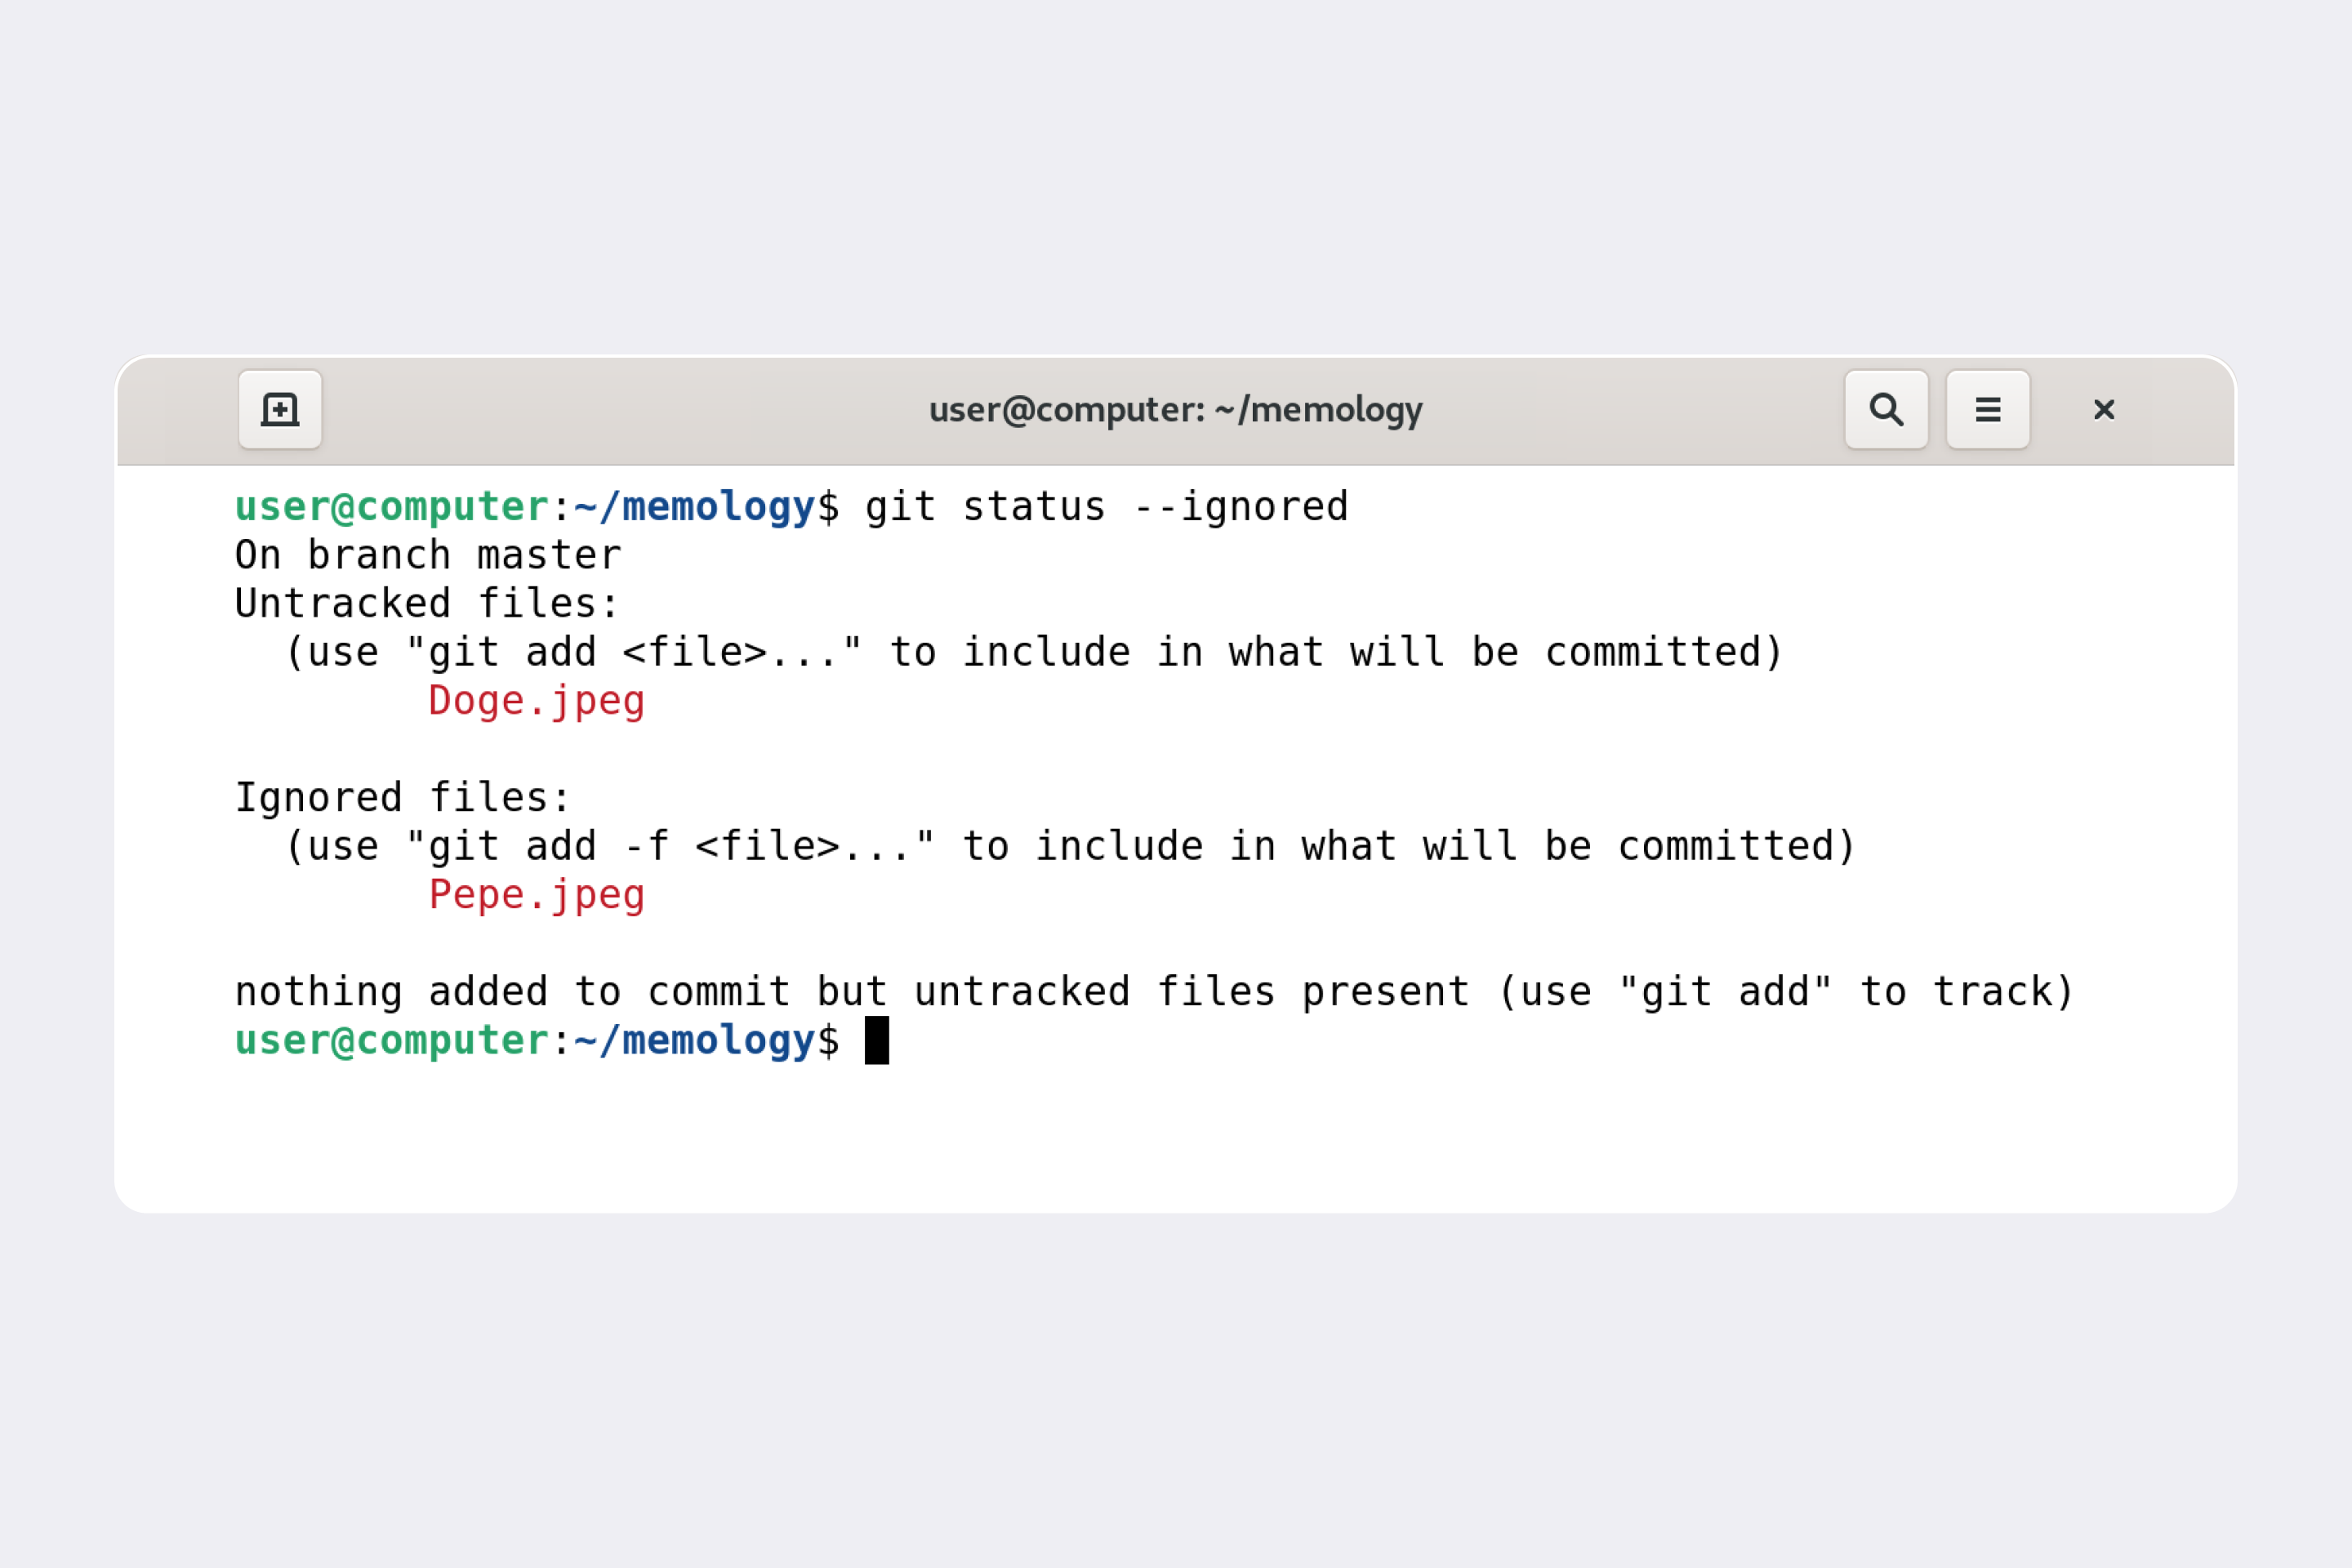 user@computer: ~/memology
user@computer:~/memology$ git status --ignored
On branch master
Untracked files:
  (use "git add <file>..." to include in what will be committed)
        Doge.jpeg

Ignored files:
  (use "git add -f <file>..." to include in what will be committed)
        Pepe.jpeg

nothing added to commit but untracked files present (use "git add" to track)
user@computer:~/memology$